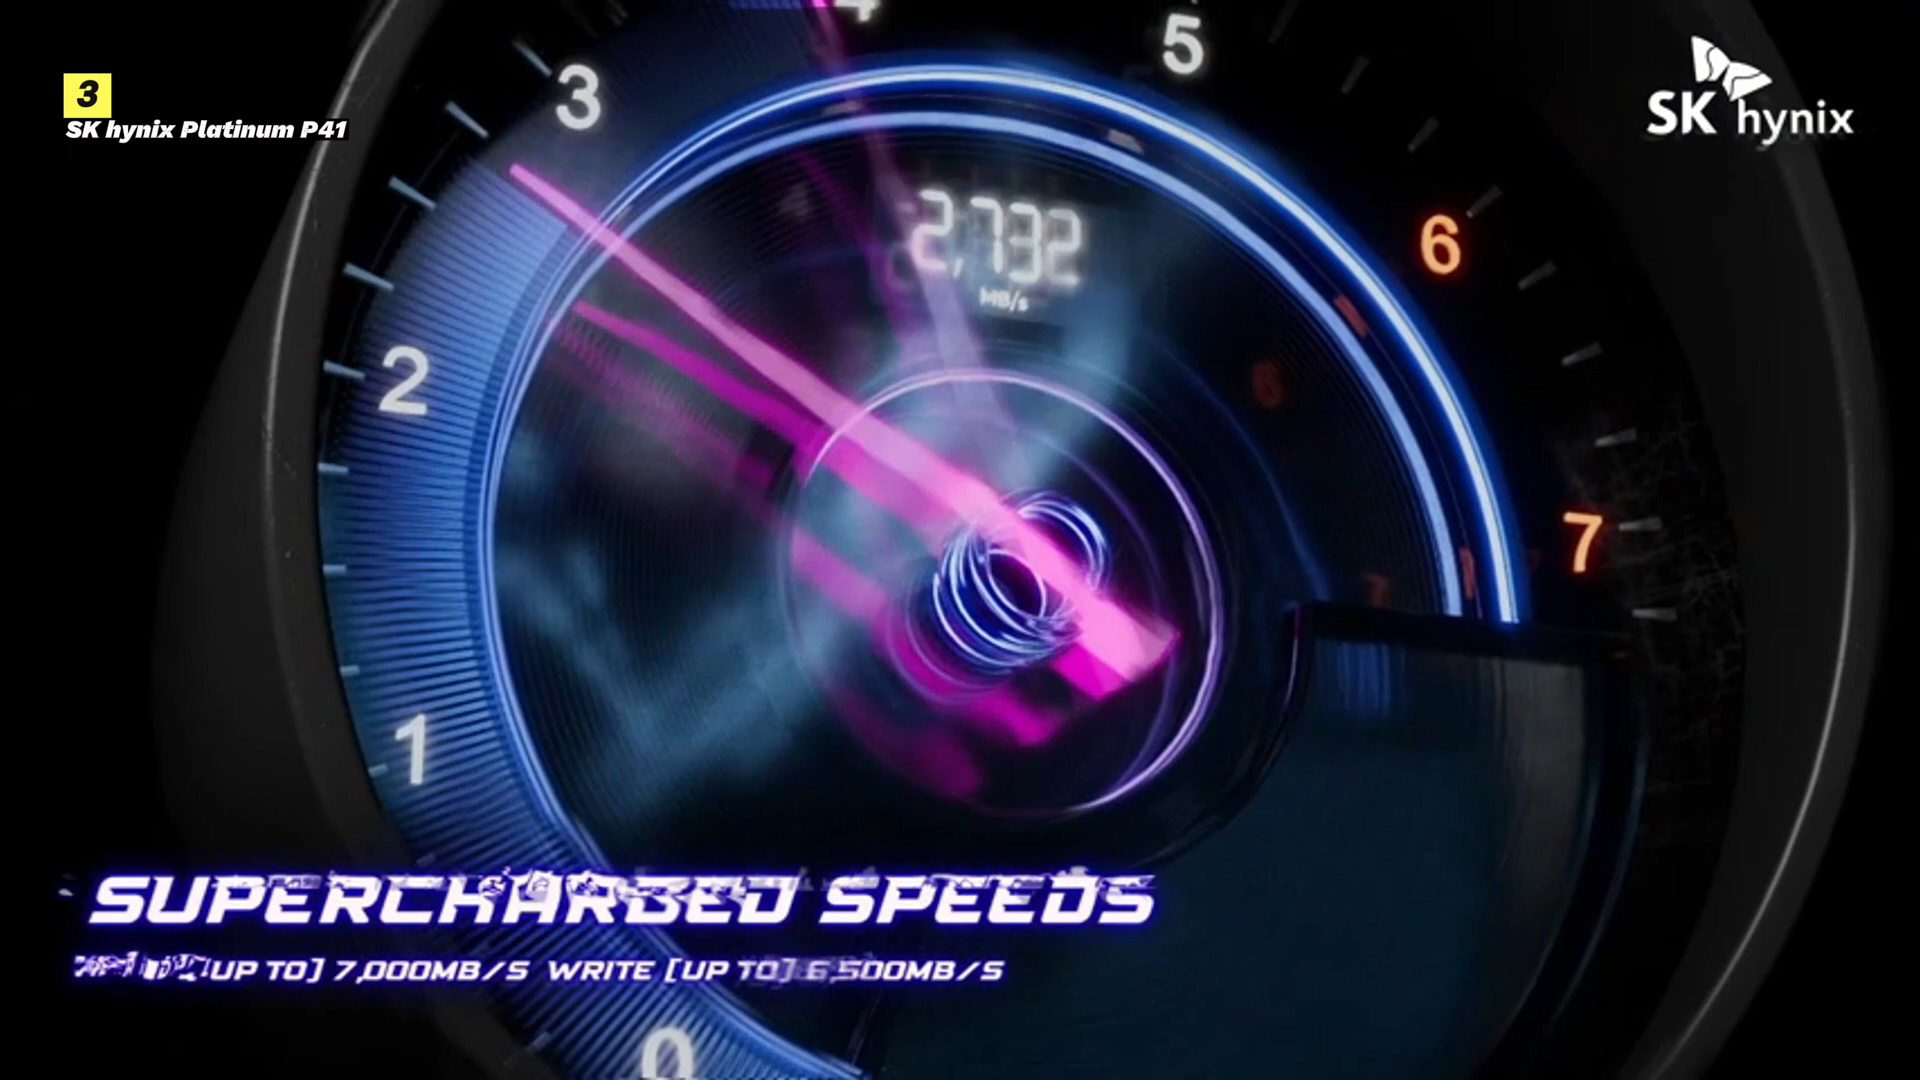 3
SK hynix Platinum P41
SK hynix
4
5
3
6
2,732
MB/s
2
7
1
SUPERCHARGED SPEEDS
[UP TO] 7,000MB/S WRITE [UP TO] 6,500MB/S
0